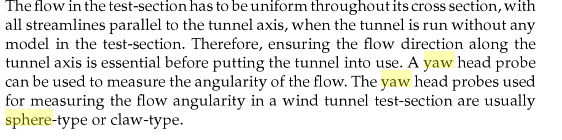 The flow in the test-section has to be uniform throughout its cross section, with
all streamlines parallel to the tunnel axis, when the tunnel is run without any
model in the test-section. Therefore, ensuring the flow direction along the
tunnel axis is essential before putting the tunnel into use. A yaw head probe
can be used to measure the angularity of the flow. The yaw head probes used
for measuring the flow angularity in a wind tunnel test-section are usually
sphere-type or claw-type.